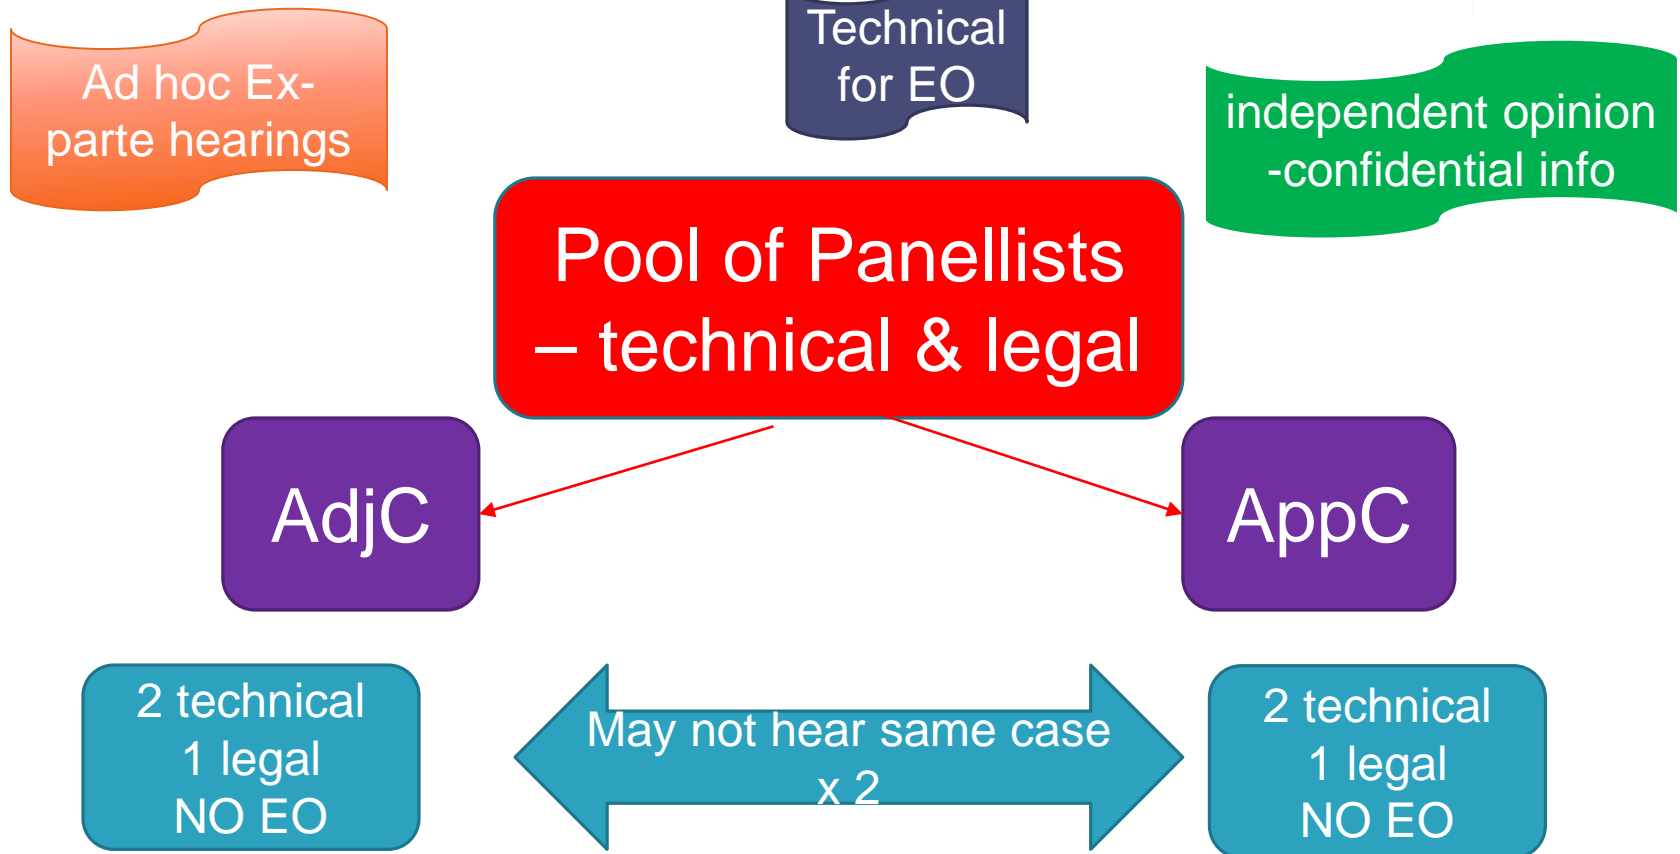 Ad hoc Ex-
parte hearings
Technical
for EO
independent opinion
-confidential info
Pool of Panellists
– technical & legal
AdjC
AppC
2 technical
1 legal
NO EO
May not hear same case
x 2
2 technical
1 legal
NO EO